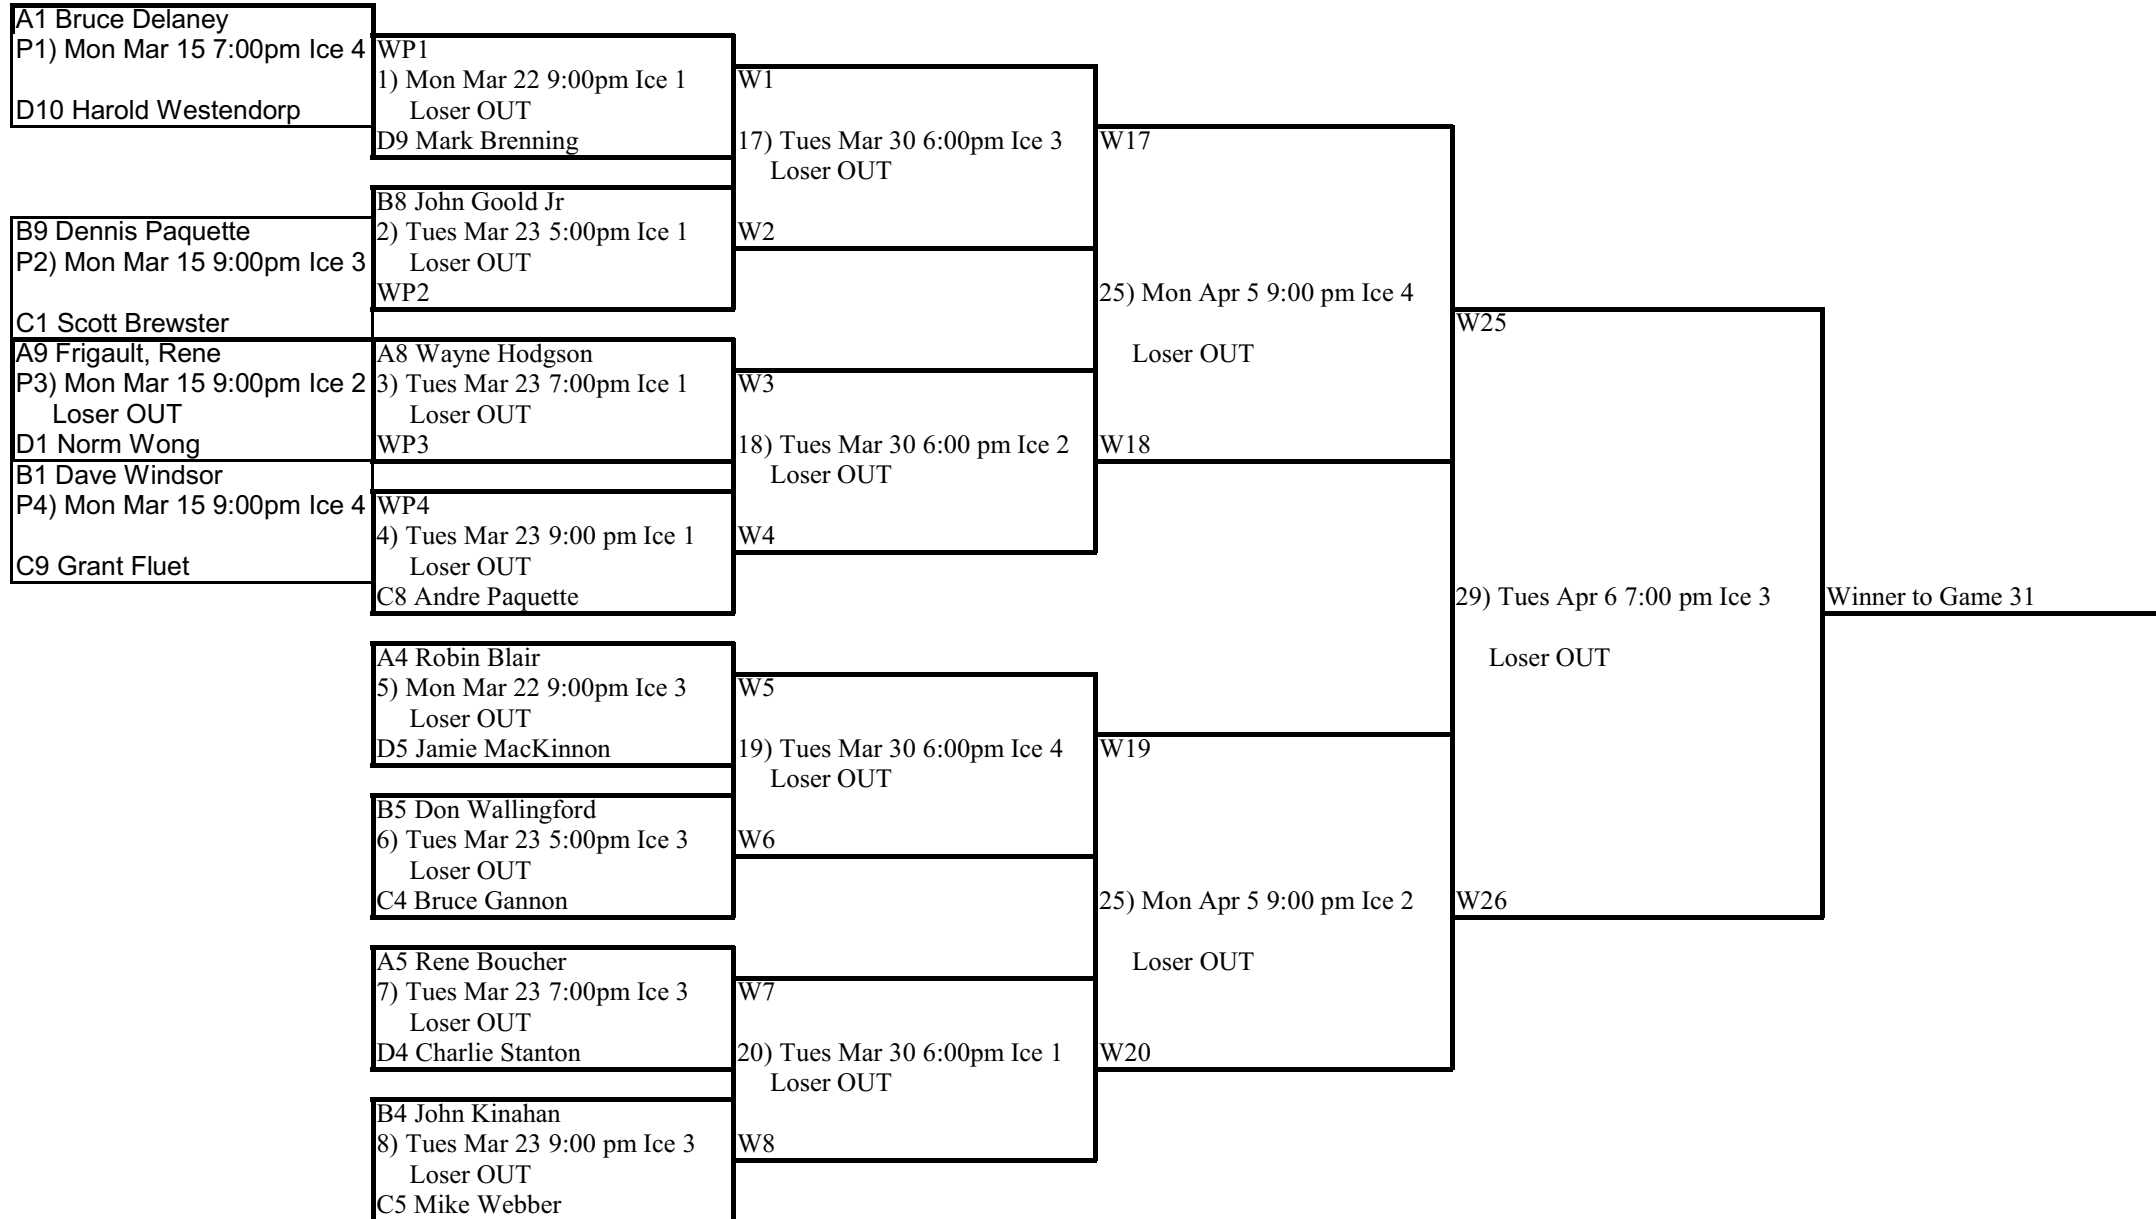 A1 Bruce Delaney
P1) Mon Mar 15 7:00pm Ice 4
D10 Harold Westendorp
B9 Dennis Paquette
P2) Mon Mar 15 9:00pm Ice 3
C1 Scott Brewster
A9 Frigault, Rene
P3) Mon Mar 15 9:00pm Ice 2
Loser OUT
D1 Norm Wong
B1 Dave Windsor
P4) Mon Mar 15 9:00pm Ice 4
C9 Grant Fluet
WP1
1) Mon Mar 22 9:00pm Ice 1
Loser OUT
D9 Mark Brenning
B8 John Goold Jr
2) Tues Mar 23 5:00pm Ice 1
Loser OUT
WP2
A8 Wayne Hodgson
3) Tues Mar 23 7:00pm Ice 1
Loser OUT
WP3
WP4
4) Tues Mar 23 9:00 pm Ice 1
Loser OUT
C8 Andre Paquette
A4 Robin Blair
5) Mon Mar 22 9:00pm Ice 3
Loser OUT
D5 Jamie MacKinnon
B5 Don Wallingford
6) Tues Mar 23 5:00pm Ice 3
Loser OUT
C4 Bruce Gannon
A5 Rene Boucher
7) Tues Mar 23 7:00pm Ice 3
Loser OUT
D4 Charlie Stanton
B4 John Kinahan
8) Tues Mar 23 9:00 pm Ice 3
Loser OUT
C5 Mike Webber
W1
17) Tues Mar 30 6:00pm Ice 3
Loser OUT
W2
W3
18) Tues Mar 30 6:00 pm Ice 2
Loser OUT
W4
W5
19) Tues Mar 30 6:00pm Ice 4
Loser OUT
W6
W7
20) Tues Mar 30 6:00pm Ice 1
Loser OUT
W8
W17
25) Mon Apr 5 9:00 pm Ice 4
Loser OUT
W18
W19
25) Mon Apr 5 9:00 pm Ice 2
Loser OUT
W20
W25
29) Tues Apr 6 7:00 pm Ice 3
Loser OUT
W26
Winner to Game 31